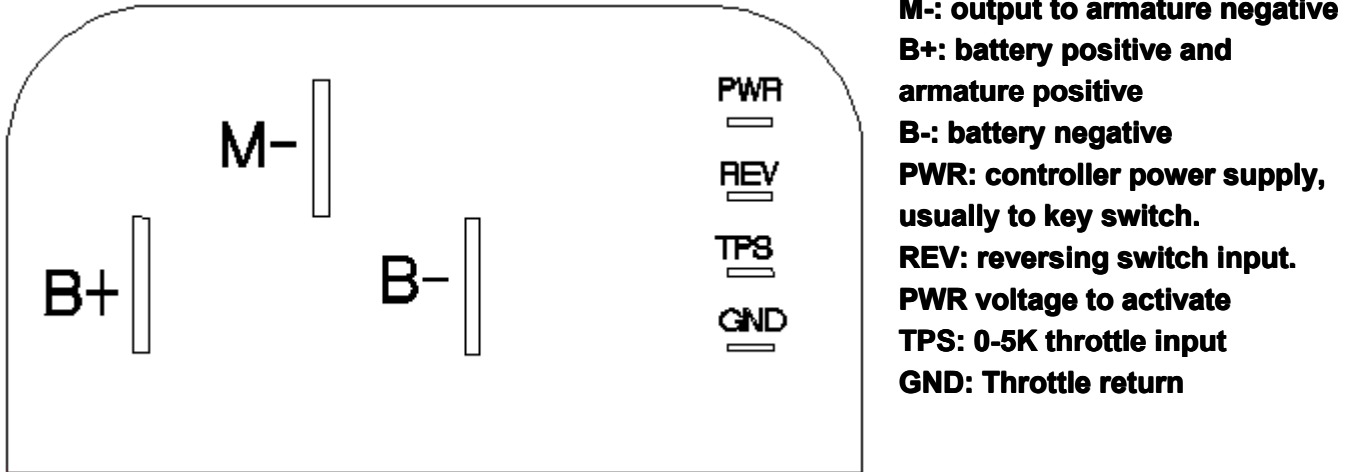 M-
B+
B-
PWR
REV
TPS
GND
M-: output to armature negative
B+: battery positive and
armature positive
B-: battery negative
PWR: controller power supply,
usually to key switch.
REV: reversing switch input.
PWR voltage to activate
TPS: 0-5K throttle input
GND: Throttle return